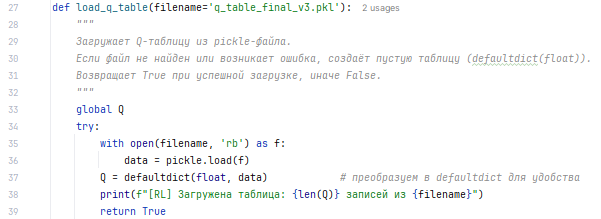 27 def load_q_table(filename='q_table_final_v3.pkl'): 2 usages
28 """
29 Загружает Q-таблицу из pickle-файла.
30 Если файл не найден или возникает ошибка, создаёт пустую таблицу (defaultdict(float)).
31 Возвращает True при успешной загрузке, иначе False.
32 """
33 global Q
34 try:
35 with open(filename, 'rb') as f:
36 data = pickle.load(f)
37 Q = defaultdict(float, data) # преобразуем в defaultdict для удобства
38 print(f"[RL] Загружена таблица: {len(Q)} записей из {filename}")
39 return True